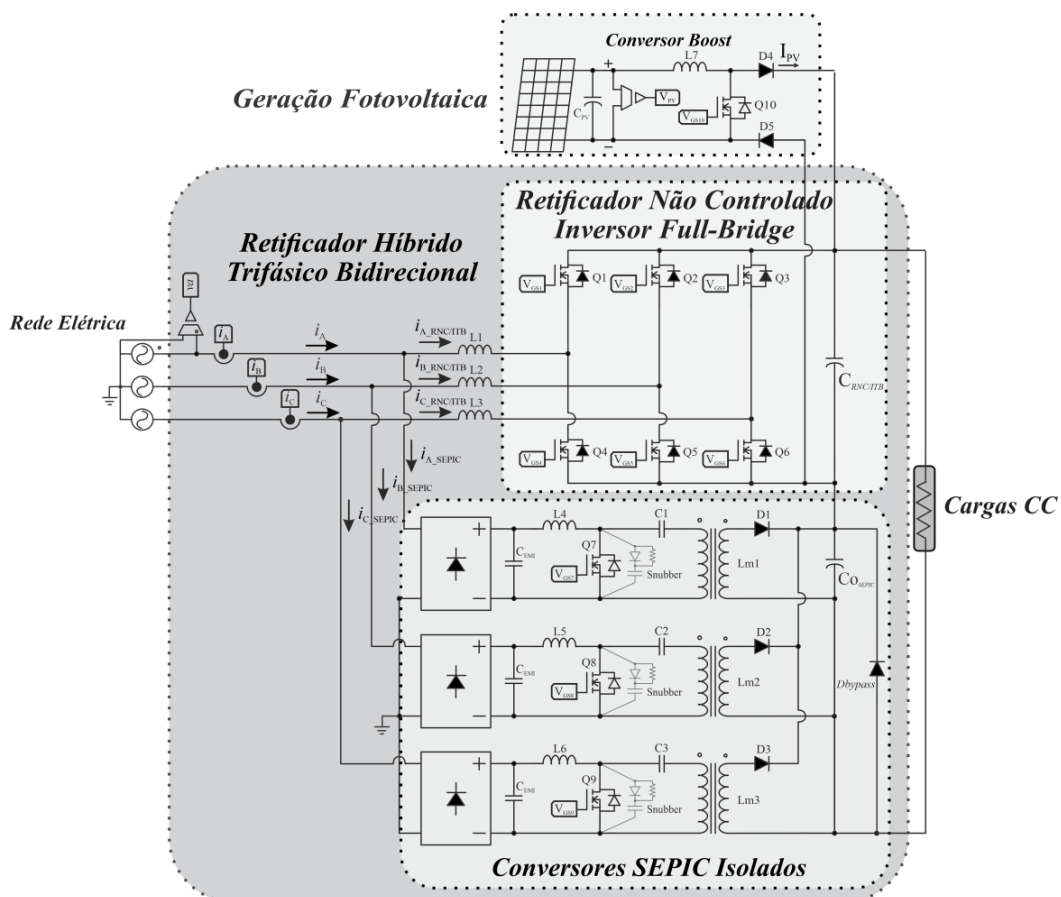 Conversor Boost
L7
D4
I_PV
+
Geração Fotovoltaica
C_PV
V_PV
V_GS10
Q10
D5
−
Retificador Não Controlado
Inversor Full-Bridge
Retificador Híbrido
Trifásico Bidirecional
V_GS1
Q1
V_GS2
Q2
V_GS3
Q3
Rede Elétrica
i_A
i_A
i_A_RNC/ITB
L1
i_B
i_B
i_B_RNC/ITB
L2
i_C
i_C
i_C_RNC/ITB
L3
C_RNC/ITB
V_GS4
Q4
V_GS5
Q5
V_GS6
Q6
i_A_SEPIC
i_B_SEPIC
i_C_SEPIC
Cargas CC
+
−
C_EMI
L4
Q7
V_GS7
Snubber
C1
Lm1
D1
Co_SEPIC
+
−
C_EMI
L5
Q8
V_GS8
Snubber
C2
Lm2
D2
Dbypass
+
−
C_EMI
L6
Q9
V_GS9
Snubber
C3
Lm3
D3
Conversores SEPIC Isolados